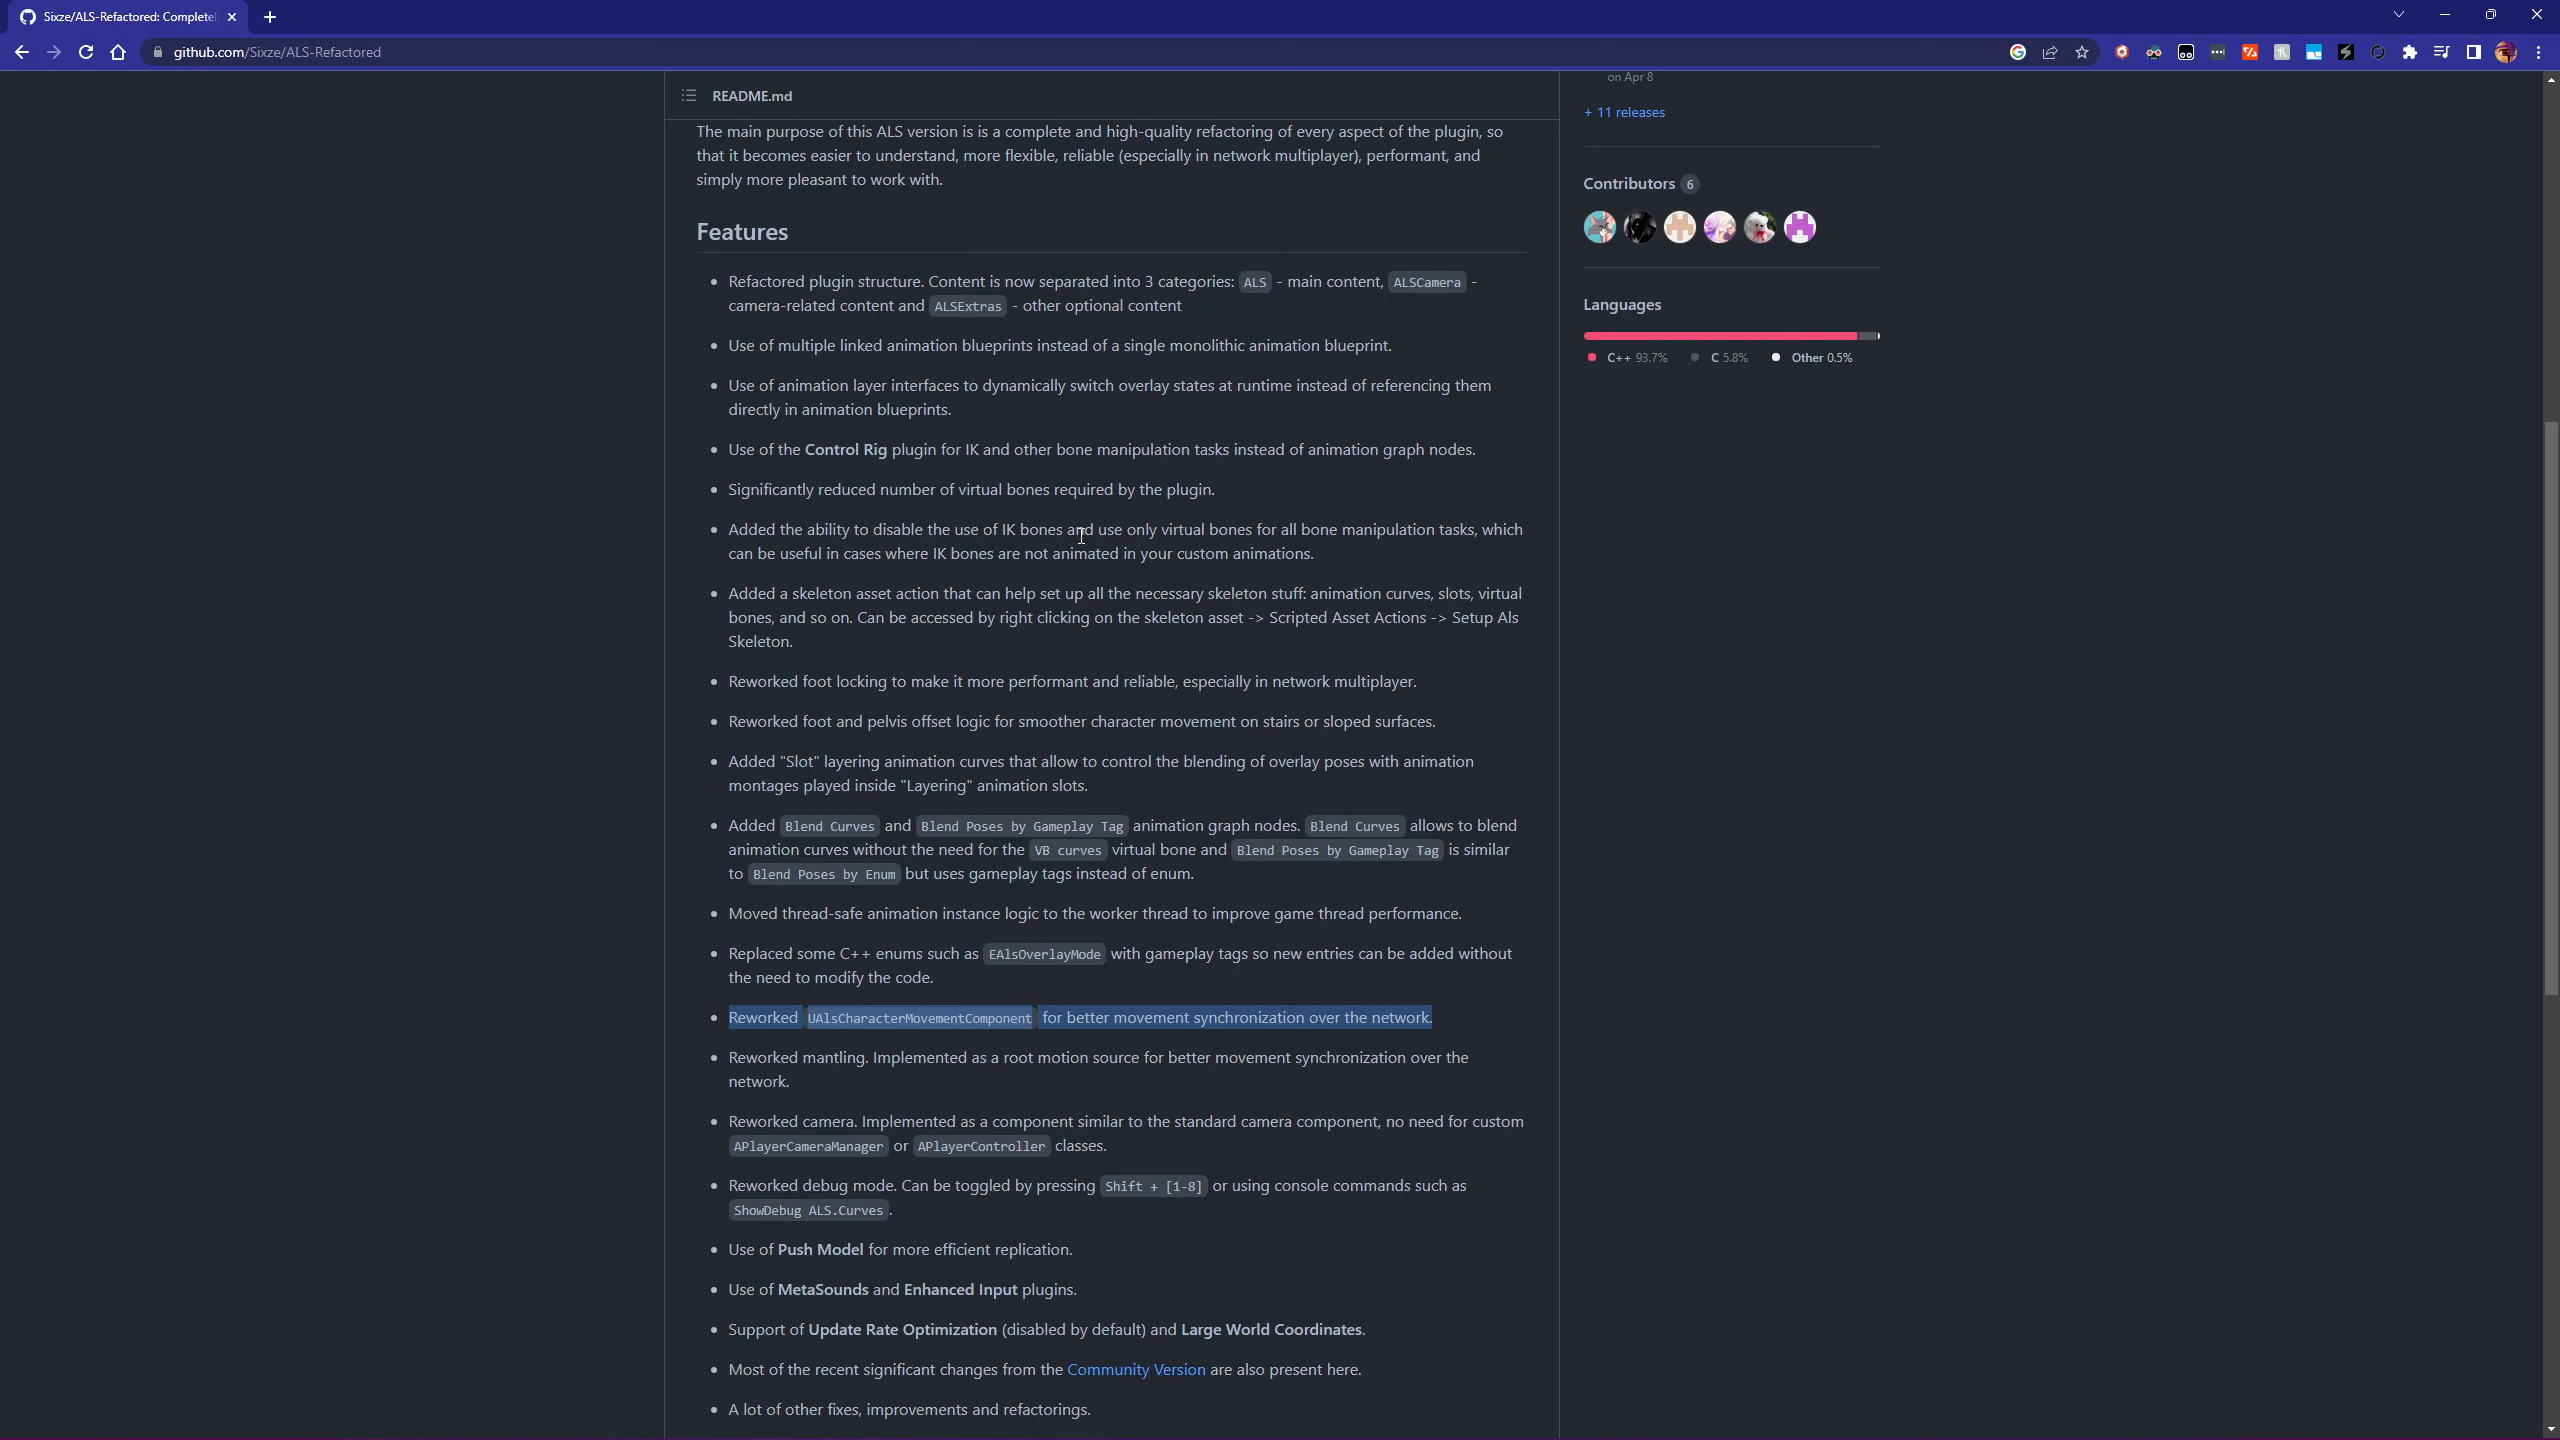 Sixze/ALS-Refactored: Complete
github.com/Sixze/ALS-Refactored
on Apr 8
README.md
+ 11 releases
The main purpose of this ALS version is is a complete and high-quality refactoring of every aspect of the plugin, so
that it becomes easier to understand, more flexible, reliable (especially in network multiplayer), performant, and
simply more pleasant to work with.
Contributors 6
Features
Refactored plugin structure. Content is now separated into 3 categories: ALS - main content, ALSCamera -
camera-related content and ALSExtras - other optional content
Languages
C++ 93.7% C 5.8% Other 0.5%
Use of multiple linked animation blueprints instead of a single monolithic animation blueprint.
Use of animation layer interfaces to dynamically switch overlay states at runtime instead of referencing them
directly in animation blueprints.
Use of the Control Rig plugin for IK and other bone manipulation tasks instead of animation graph nodes.
Significantly reduced number of virtual bones required by the plugin.
Added the ability to disable the use of IK bones and use only virtual bones for all bone manipulation tasks, which
can be useful in cases where IK bones are not animated in your custom animations.
Added a skeleton asset action that can help set up all the necessary skeleton stuff: animation curves, slots, virtual
bones, and so on. Can be accessed by right clicking on the skeleton asset -> Scripted Asset Actions -> Setup Als
Skeleton.
Reworked foot locking to make it more performant and reliable, especially in network multiplayer.
Reworked foot and pelvis offset logic for smoother character movement on stairs or sloped surfaces.
Added "Slot" layering animation curves that allow to control the blending of overlay poses with animation
montages played inside "Layering" animation slots.
Added Blend Curves and Blend Poses by Gameplay Tag animation graph nodes. Blend Curves allows to blend
animation curves without the need for the VB curves virtual bone and Blend Poses by Gameplay Tag is similar
to Blend Poses by Enum but uses gameplay tags instead of enum.
Moved thread-safe animation instance logic to the worker thread to improve game thread performance.
Replaced some C++ enums such as EAlsOverlayMode with gameplay tags so new entries can be added without
the need to modify the code.
Reworked UAlsCharacterMovementComponent for better movement synchronization over the network.
Reworked mantling. Implemented as a root motion source for better movement synchronization over the
network.
Reworked camera. Implemented as a component similar to the standard camera component, no need for custom
APlayerCameraManager or APlayerController classes.
Reworked debug mode. Can be toggled by pressing Shift + [1-8] or using console commands such as
ShowDebug ALS.Curves.
Use of Push Model for more efficient replication.
Use of MetaSounds and Enhanced Input plugins.
Support of Update Rate Optimization (disabled by default) and Large World Coordinates.
Most of the recent significant changes from the Community Version are also present here.
A lot of other fixes, improvements and refactorings.